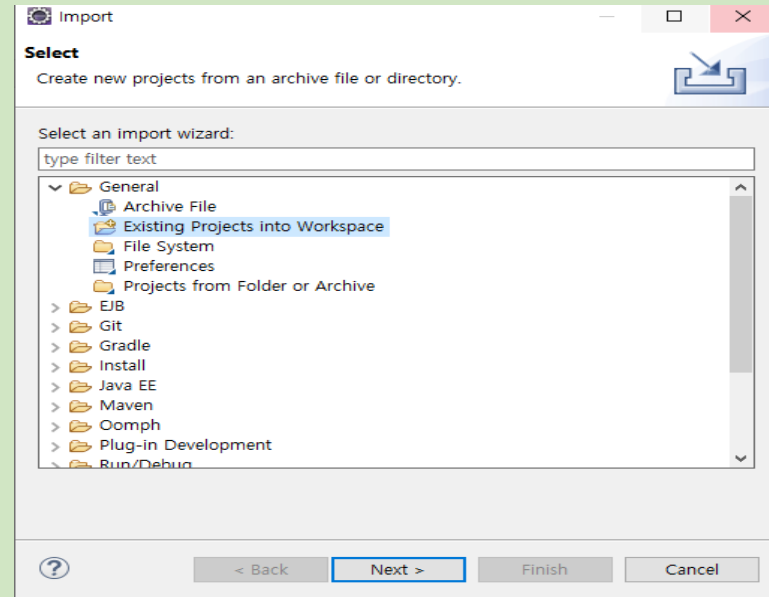 Import
Select
Create new projects from an archive file or directory.
Select an import wizard:
type filter text
General
Archive File
Existing Projects into Workspace
File System
Preferences
Projects from Folder or Archive
EJB
Git
Gradle
Install
Java EE
Maven
Oomph
Plug-in Development
Run/Debug
? < Back Next > Finish Cancel